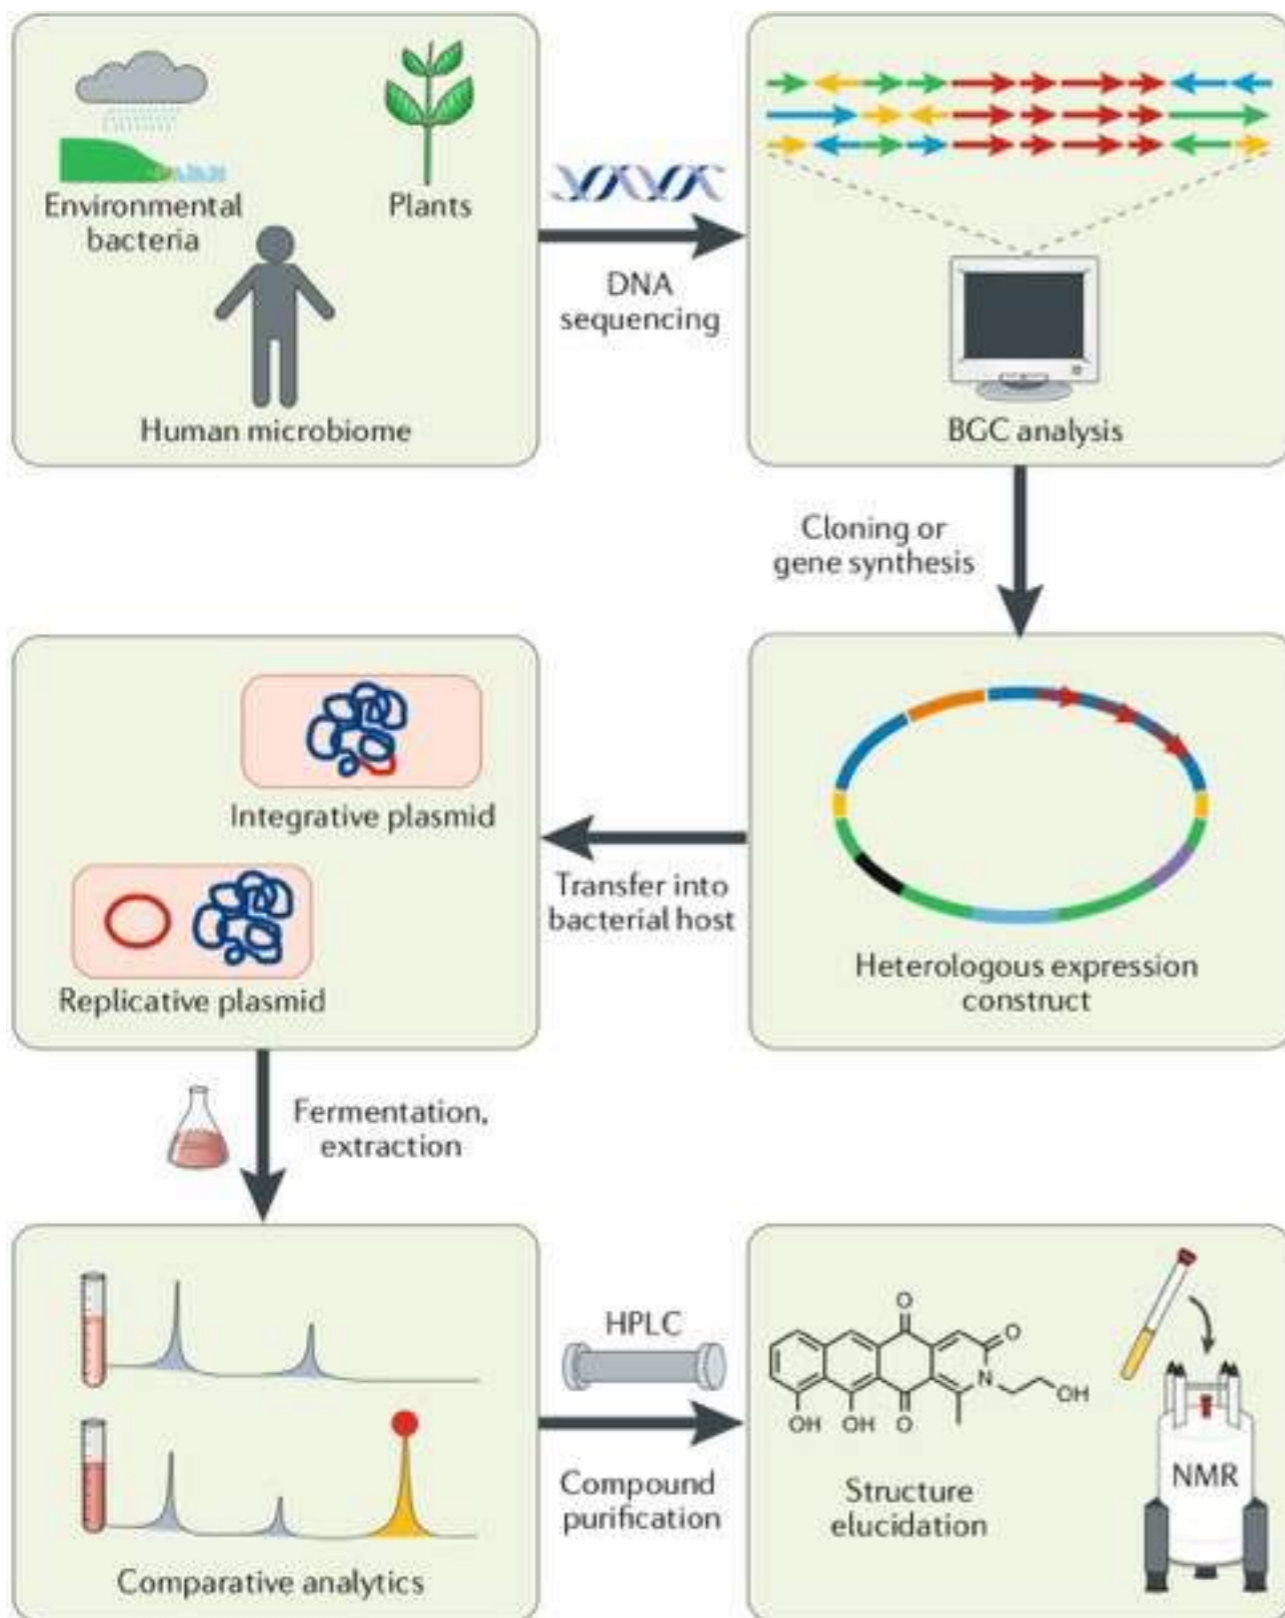 Environmental
bacteria
Plants
Human microbiome
DNA
sequencing
BGC analysis
Cloning or
gene synthesis
Heterologous expression
construct
Transfer into
bacterial host
Integrative plasmid
Replicative plasmid
Fermentation,
extraction
Comparative analytics
HPLC
Compound
purification
O
O
N
OH
OH
OH
O
Structure
elucidation
NMR